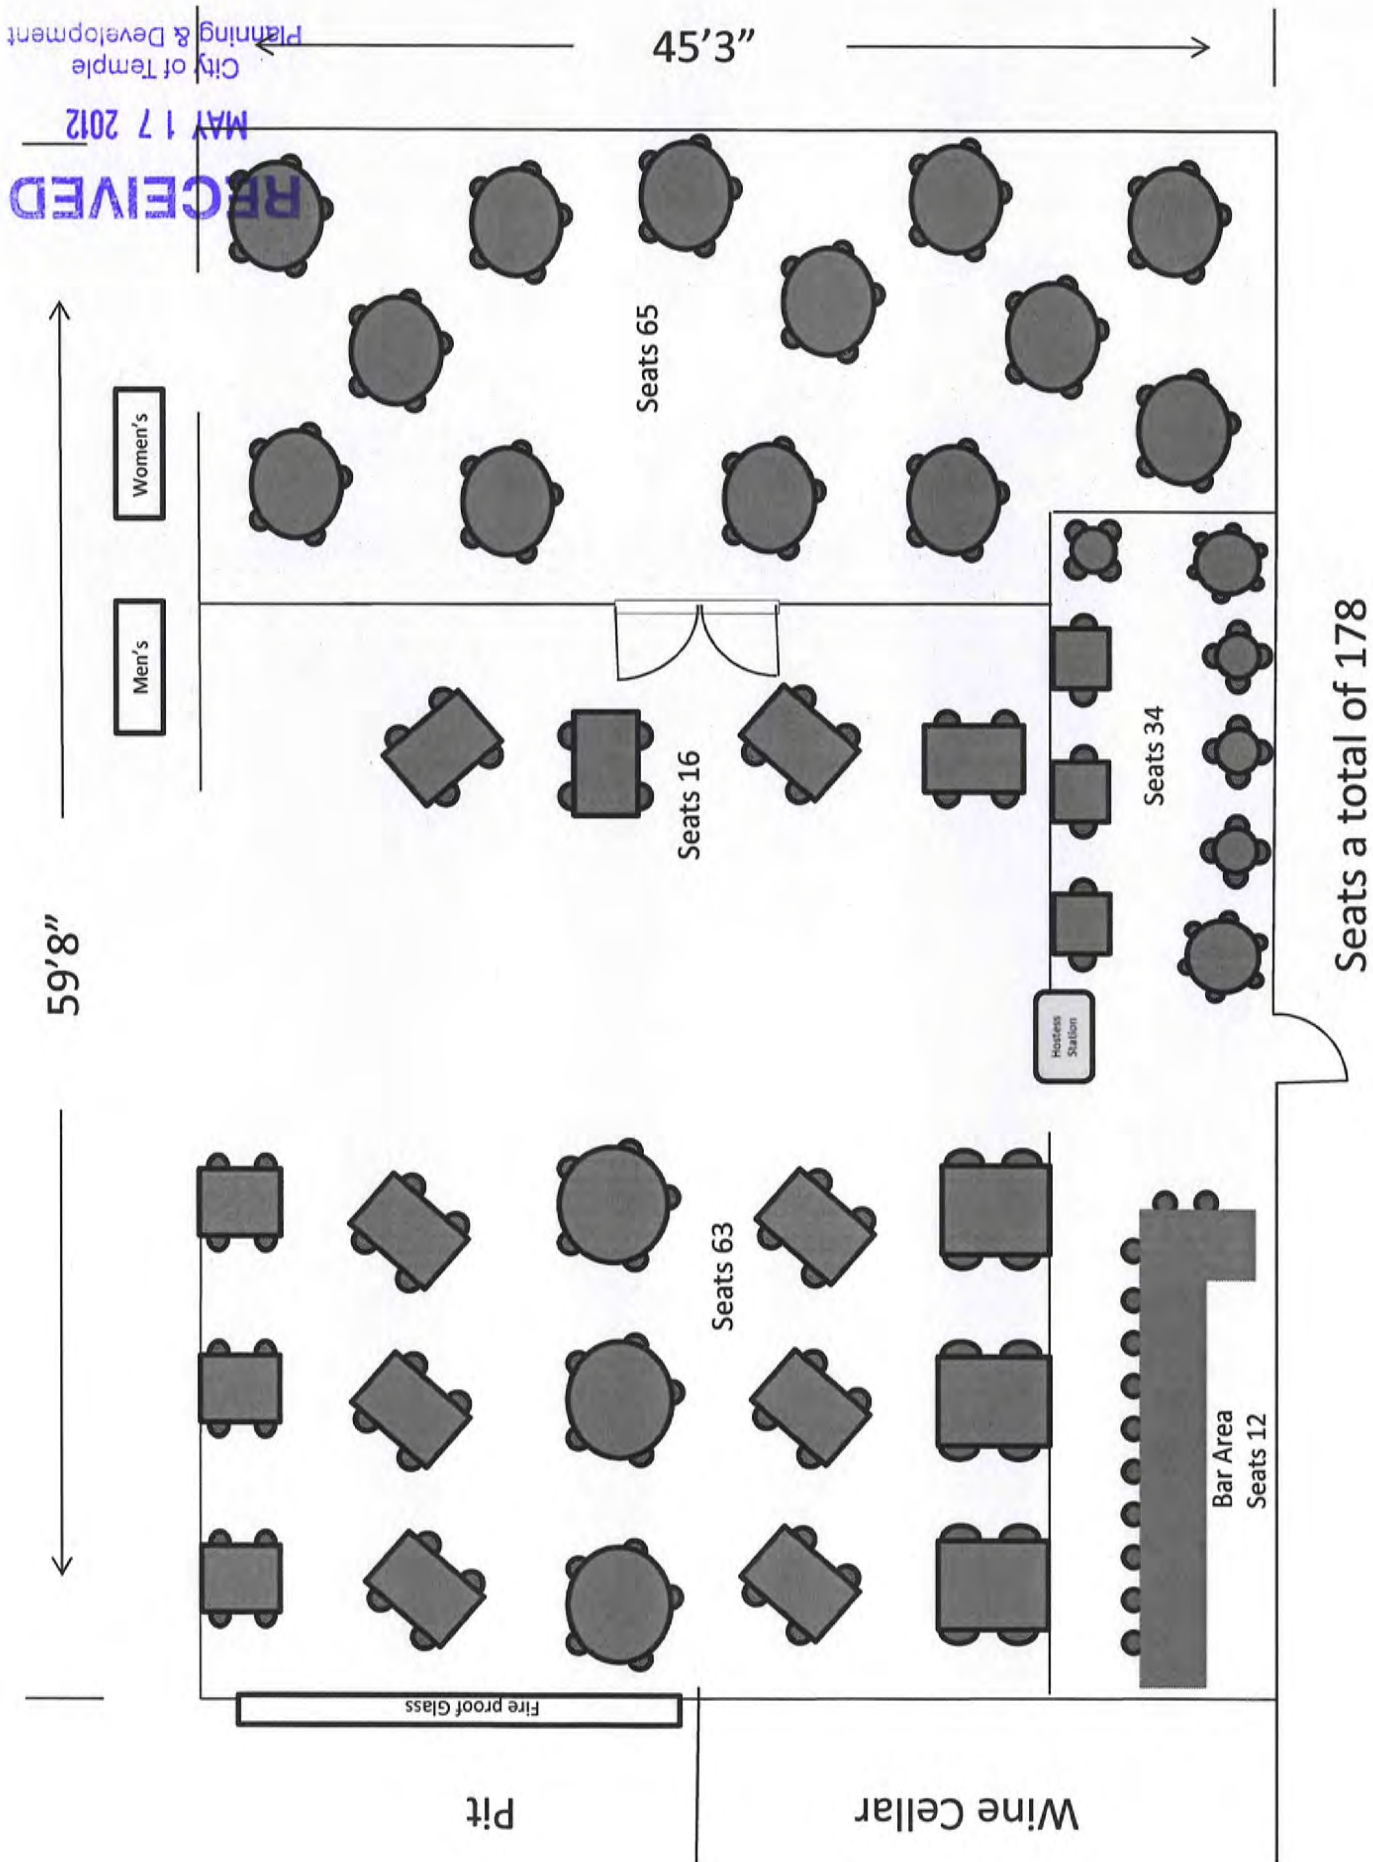 Planning & Development
City of Temple
MAY 17 2012
RECEIVED
45'3”
59'8”
Women's
Men's
Seats 65
Seats 16
Seats 34
Hostess
Station
Seats 63
Bar Area
Seats 12
Fire proof Glass
Pit
Wine Cellar
Seats a total of 178